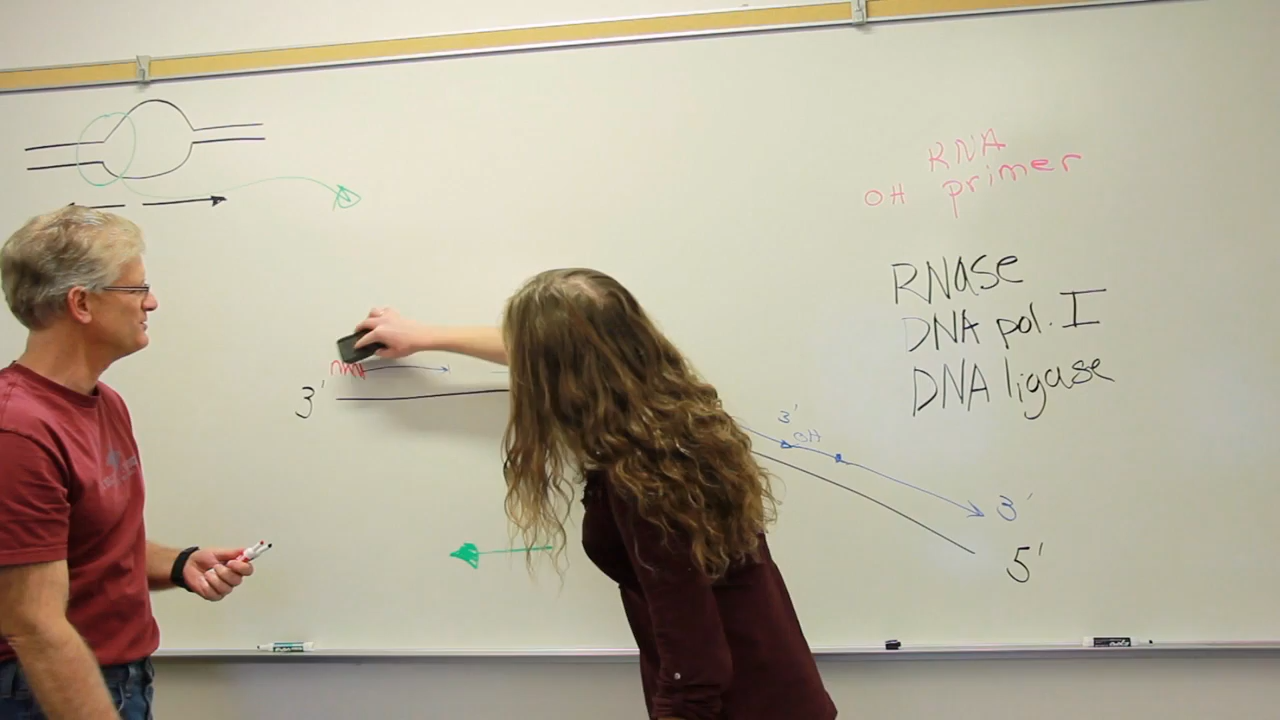 RNA
OH primer
RNase
DNA pol. I
DNA ligase
3'
3'
OH
3'
5'